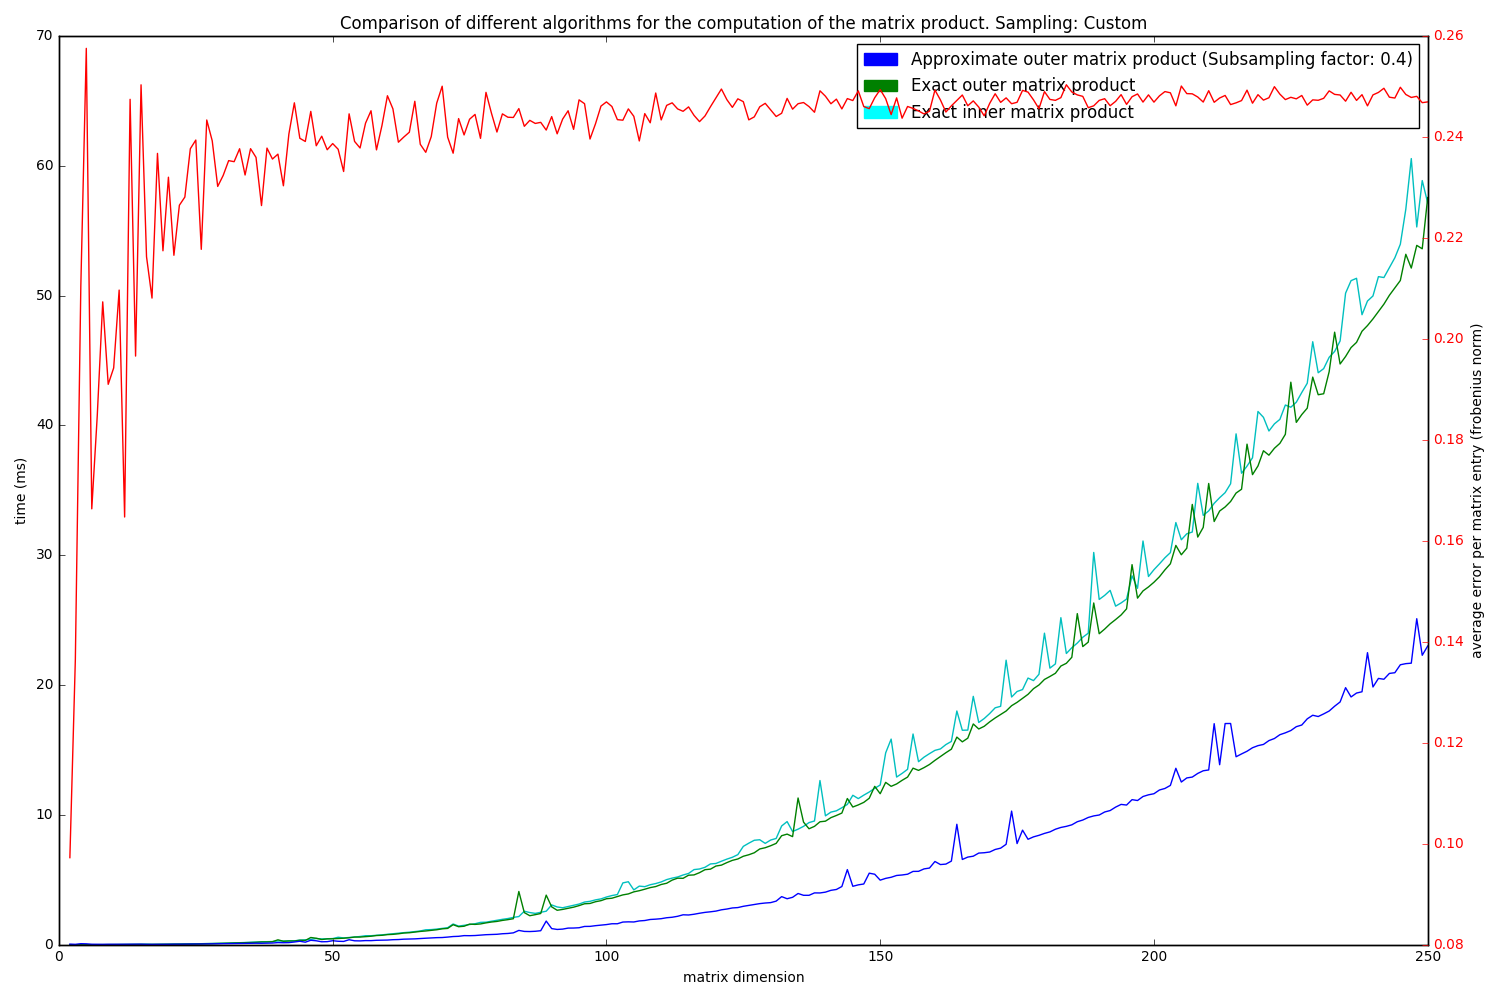 Comparison of different algorithms for the computation of the matrix product. Sampling: Custom
Approximate outer matrix product (Subsampling factor: 0.4)
Exact outer matrix product
Exact inner matrix product
70
60
50
40
30
20
10
0
time (ms)
0 50 100 150 200 250
matrix dimension
0.26
0.24
0.22
0.20
0.18
0.16
0.14
0.12
0.10
0.08
average error per matrix entry (frobenius norm)